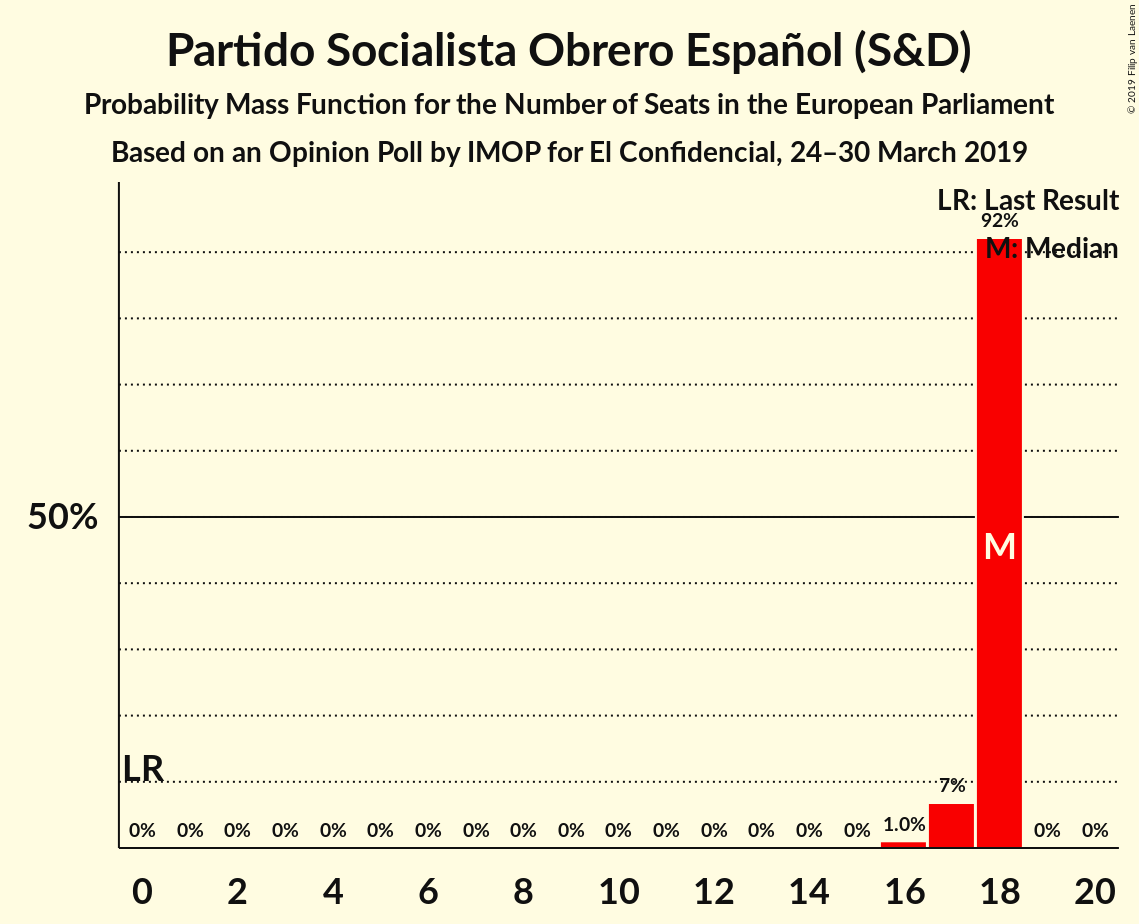 Partido Socialista Obrero Español (S&D)
Probability Mass Function for the Number of Seats in the European Parliament
Based on an Opinion Poll by IMOP for El Confidencial, 24–30 March 2019
© 2019 Filip van Laenen
LR: Last Result
92%
M: Median
50%
M
LR
7%
1.0%
0% 0% 0% 0% 0% 0% 0% 0% 0% 0% 0% 0% 0% 0% 0% 0% 0% 0%
0 2 4 6 8 10 12 14 16 18 20